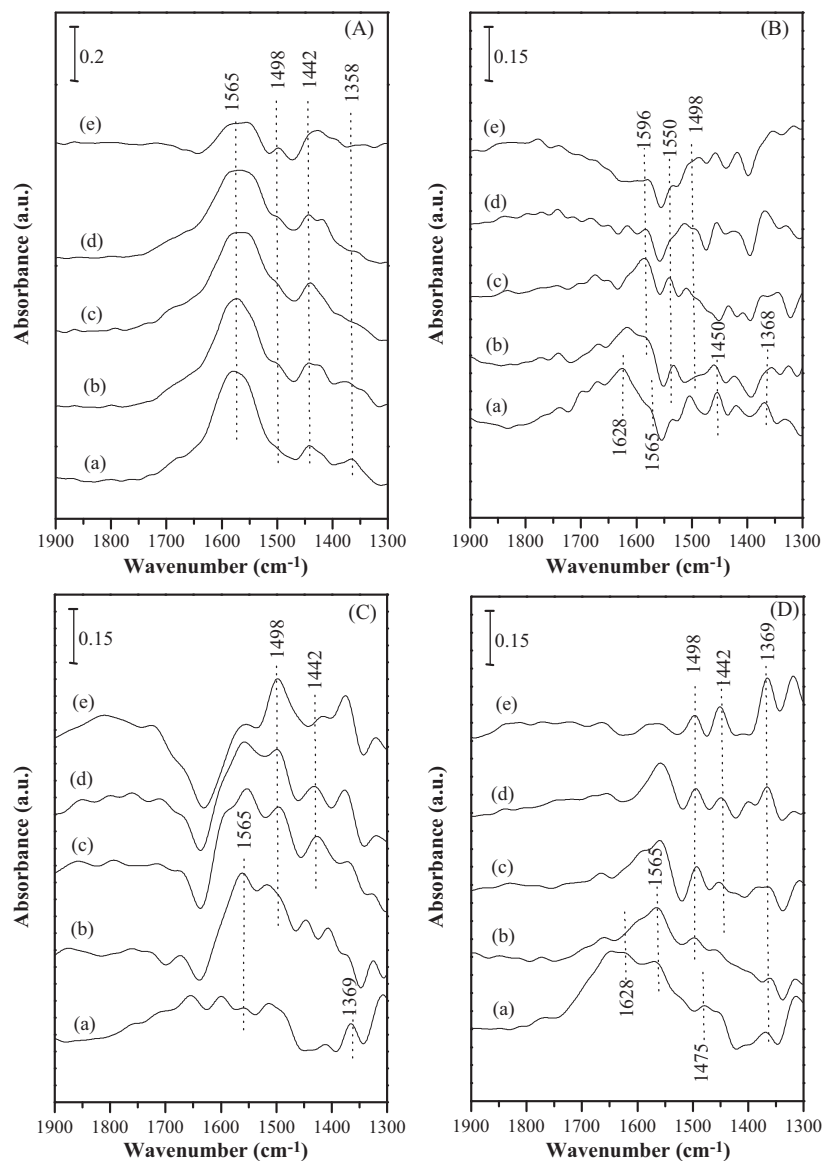 (A)
0.2
1565
1498
1442
1358
(e)
(d)
(c)
(b)
(a)
Absorbance (a.u.)
1900 1800 1700 1600 1500 1400 1300
Wavenumber (cm-1)
(B)
0.15
1596
1550
1498
(e)
(d)
(c)
(b)
(a)
1450
1368
1628
1565
Absorbance (a.u.)
1900 1800 1700 1600 1500 1400 1300
Wavenumber (cm-1)
(C)
0.15
1498
1442
(e)
(d)
(c)
1565
(b)
(a)
1369
Absorbance (a.u.)
1900 1800 1700 1600 1500 1400 1300
Wavenumber (cm-1)
(D)
0.15
1498
1442
1369
(e)
(d)
(c)
1565
(b)
(a)
1628
1475
Absorbance (a.u.)
1900 1800 1700 1600 1500 1400 1300
Wavenumber (cm-1)